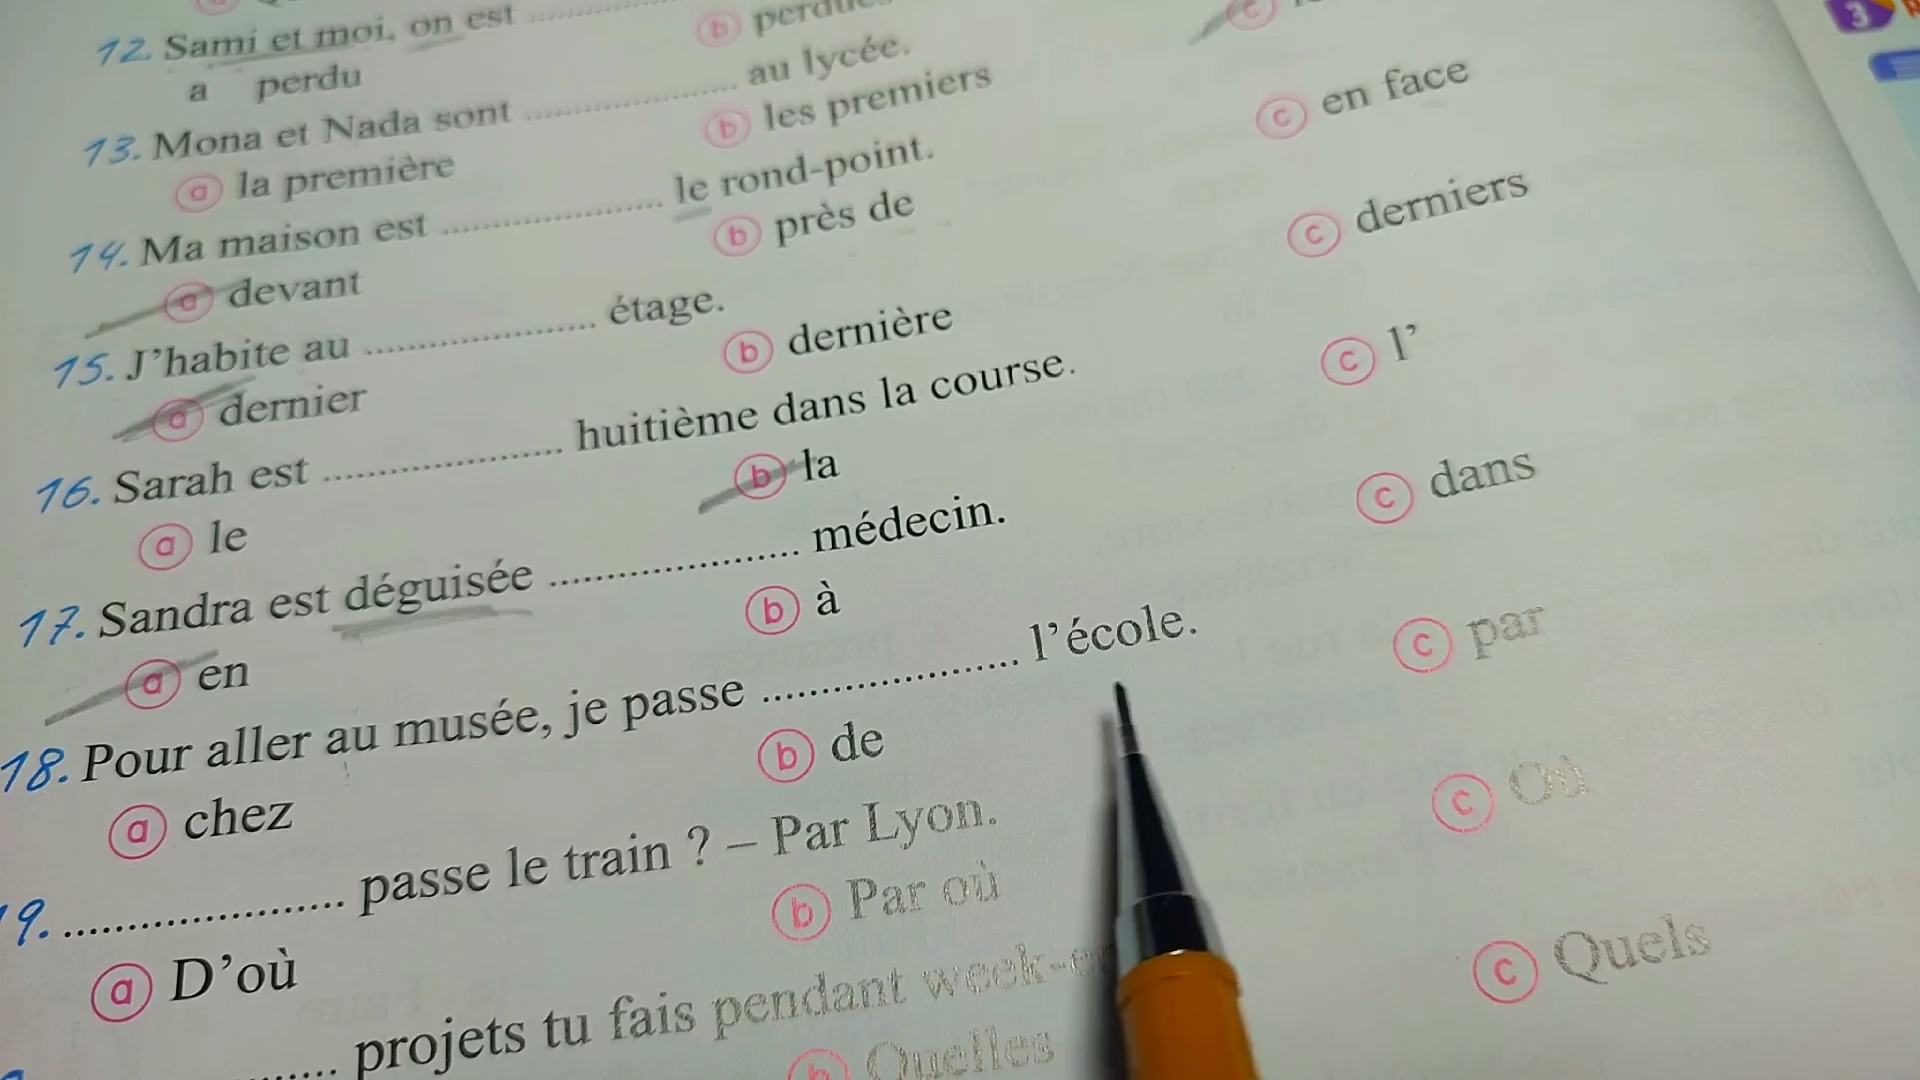 12. Sami et moi, on est ....................
a perdu
b
13. Mona et Nada sont .................... au lycée.
a la première b les premiers c en face
14. Ma maison est .................... le rond-point.
a devant b près de c derniers
15. J'habite au .................... étage.
a dernier b dernière c l'
16. Sarah est .................... huitième dans la course.
a le b la c dans
17. Sandra est déguisée .................... médecin.
a en b à c par
18. Pour aller au musée, je passe .................... l'école.
a chez b de c Où
19. .................... passe le train ? – Par Lyon.
a D'où b Par où c Quels
.................... projets tu fais pendant
b Quelles
c
3